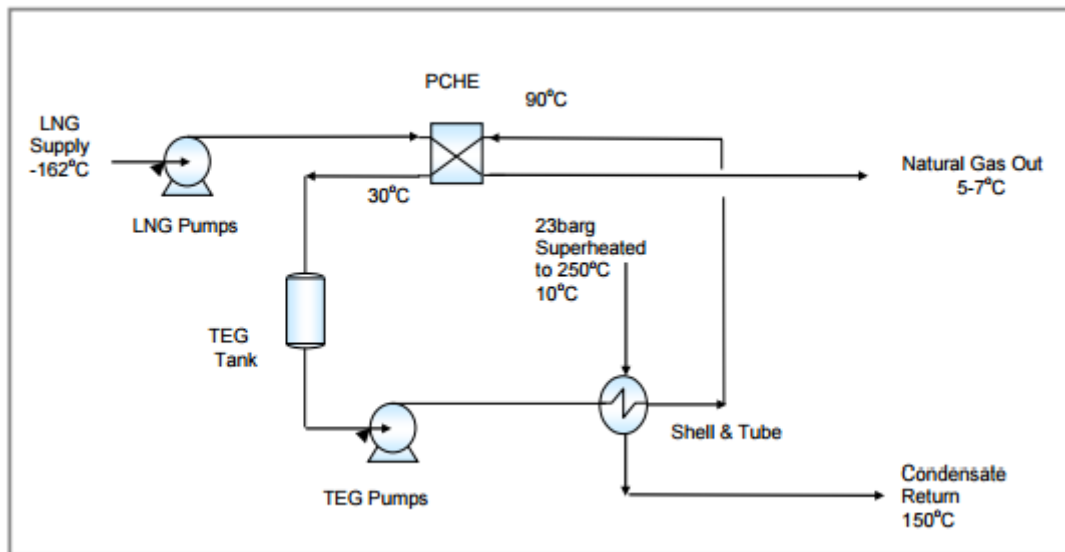 PCHE
90°C
LNG
Supply
-162°C
Natural Gas Out
5-7°C
30°C
LNG Pumps
23barg
Superheated
to 250°C
10°C
TEG
Tank
Shell & Tube
TEG Pumps
Condensate
Return
150°C